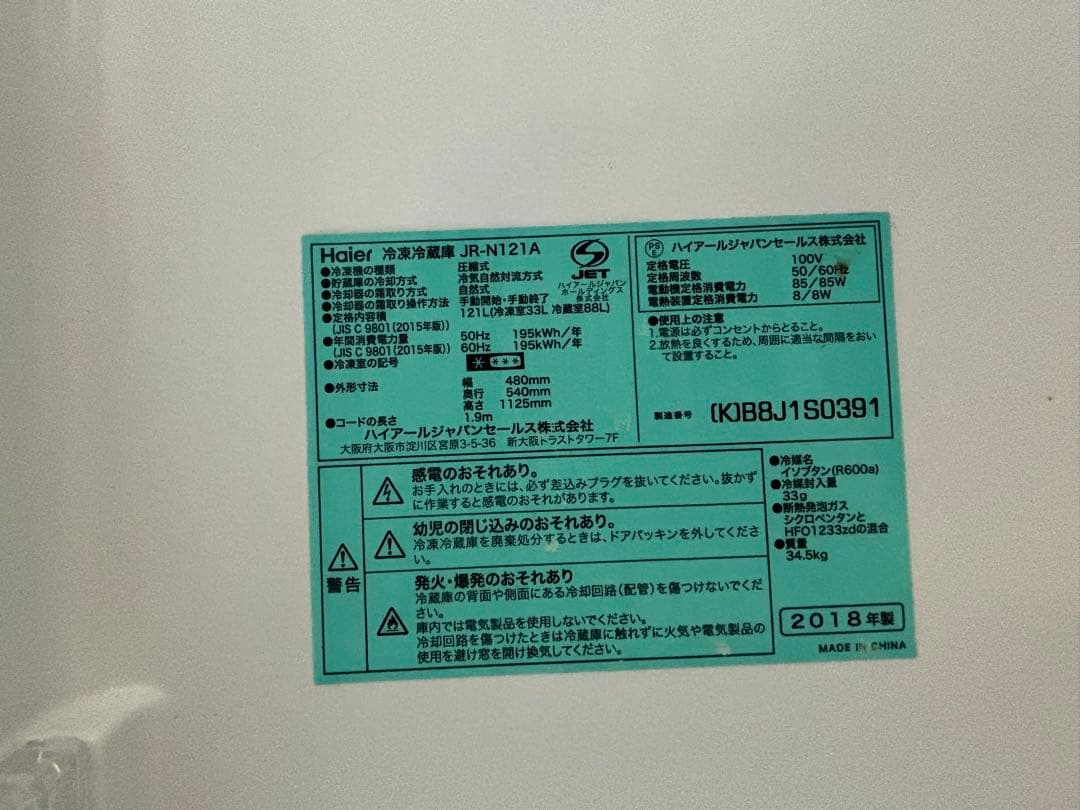 Haier 冷凍冷蔵庫 JR-N121A
●冷凍機の種類 圧縮式
●貯蔵庫の冷却方式 冷気自然対流方式
●冷却器の霜取り方式 自然式
●冷却器の霜取り操作方法 手動開始・手動終了
●定格内容積 121L(冷凍室33L 冷蔵室88L)
(JIS C 9801(2015年版))
●年間消費電力量 50Hz 195kWh/年
(JIS C 9801(2015年版)) 60Hz 195kWh/年
●冷凍室の記号
●外形寸法 幅 480mm
奥行 540mm
高さ 1125mm
●コードの長さ 1.9m
ハイアールジャパンセールス株式会社
大阪府大阪市淀川区宮原3-5-36 新大阪トラストタワー7F
S
JET
ハイアールジャパン
ホールディングス
株式会社
PS
E
ハイアールジャパンセールス株式会社
定格電圧 100V
定格周波数 50/60Hz
電動機定格消費電力 85/85W
電熱装置定格消費電力 8/8W
●使用上の注意
1.電源は必ずコンセントからとること。
2.放熱を良くするため、周囲に適当な間隔をおい
て設置すること。
製造番号 (K)B8J1S0391
警告
感電のおそれあり。
お手入れのときには、必ず差込みプラグを抜いてください。抜かず
に作業すると感電のおそれがあります。
幼児の閉じ込めのおそれあり。
冷凍冷蔵庫を廃棄処分するときは、ドアパッキンを外してくださ
い。
発火・爆発のおそれあり
冷蔵庫の背面や側面にある冷却回路(配管)を傷つけないでくだ
さい。
庫内では電気製品を使用しないでください。
冷却回路を傷つけたときは冷蔵庫に触れずに火気や電気製品の
使用を避け窓を開け換気してください。
●冷媒名
イソブタン(R600a)
●冷媒封入量
33g
●断熱発泡ガス
シクロペンタンと
HFO1233zdの混合
●質量
34.5kg
2018年製
MADE IN CHINA